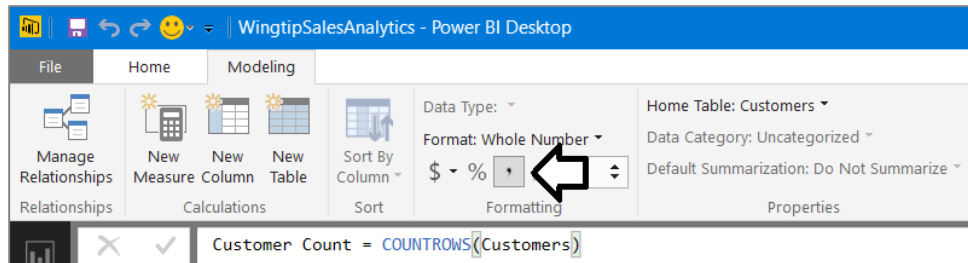 WingtipSalesAnalytics - Power BI Desktop
File Home Modeling
Manage Relationships
New Measure
New Column
New Table
Sort By Column
Data Type:
Format: Whole Number
$ % ,
Home Table: Customers
Data Category: Uncategorized
Default Summarization: Do Not Summarize
Relationships Calculations Sort Formatting Properties
Customer Count = COUNTROWS(Customers)